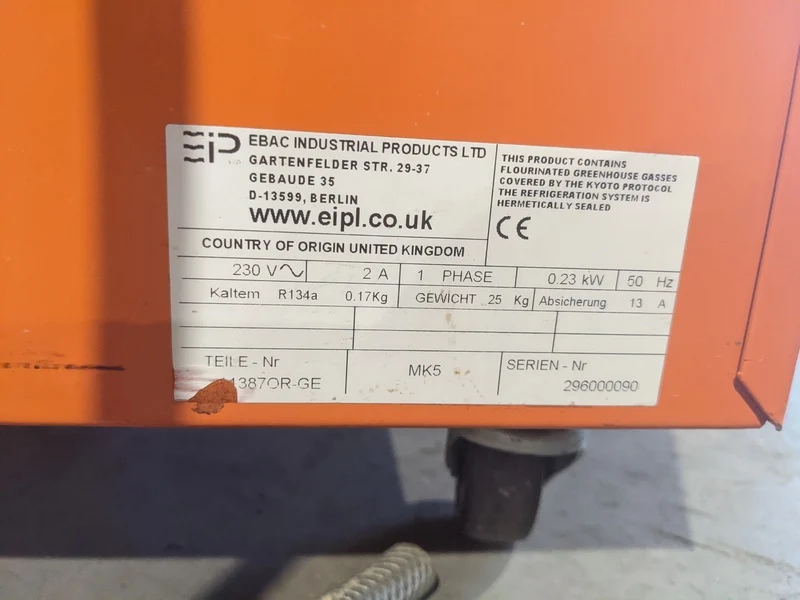 EIP EBAC INDUSTRIAL PRODUCTS LTD
GARTENFELDER STR. 29-37
GEBAUDE 35
D-13599, BERLIN
www.eipl.co.uk
COUNTRY OF ORIGIN UNITED KINGDOM
THIS PRODUCT CONTAINS
FLOURINATED GREENHOUSE GASSES
COVERED BY THE KYOTO PROTOCOL
THE REFRIGERATION SYSTEM IS
HERMETICALLY SEALED
CE
230 V 2 A 1 PHASE 0.23 kW 50 Hz
Kaltem R134a 0.17Kg GEWICHT 25 Kg Absicherung 13 A
TEILE - Nr MK5 SERIEN - Nr
1387OR-GE 296000090